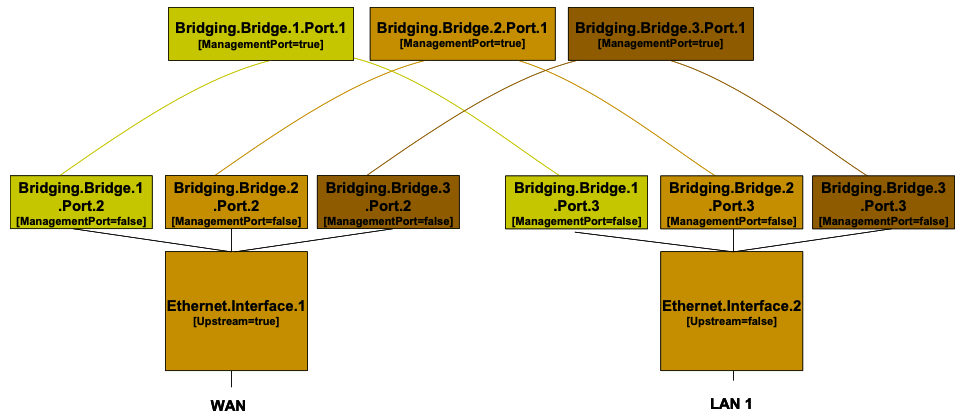 Bridging.Bridge.1.Port.1
[ManagementPort=true]
Bridging.Bridge.2.Port.1
[ManagementPort=true]
Bridging.Bridge.3.Port.1
[ManagementPort=true]
Bridging.Bridge.1
.Port.2
[ManagementPort=false]
Bridging.Bridge.2
.Port.2
[ManagementPort=false]
Bridging.Bridge.3
.Port.2
[ManagementPort=false]
Bridging.Bridge.1
.Port.3
[ManagementPort=false]
Bridging.Bridge.2
.Port.3
[ManagementPort=false]
Bridging.Bridge.3
.Port.3
[ManagementPort=false]
Ethernet.Interface.1
[Upstream=true]
Ethernet.Interface.2
[Upstream=false]
WAN
LAN 1